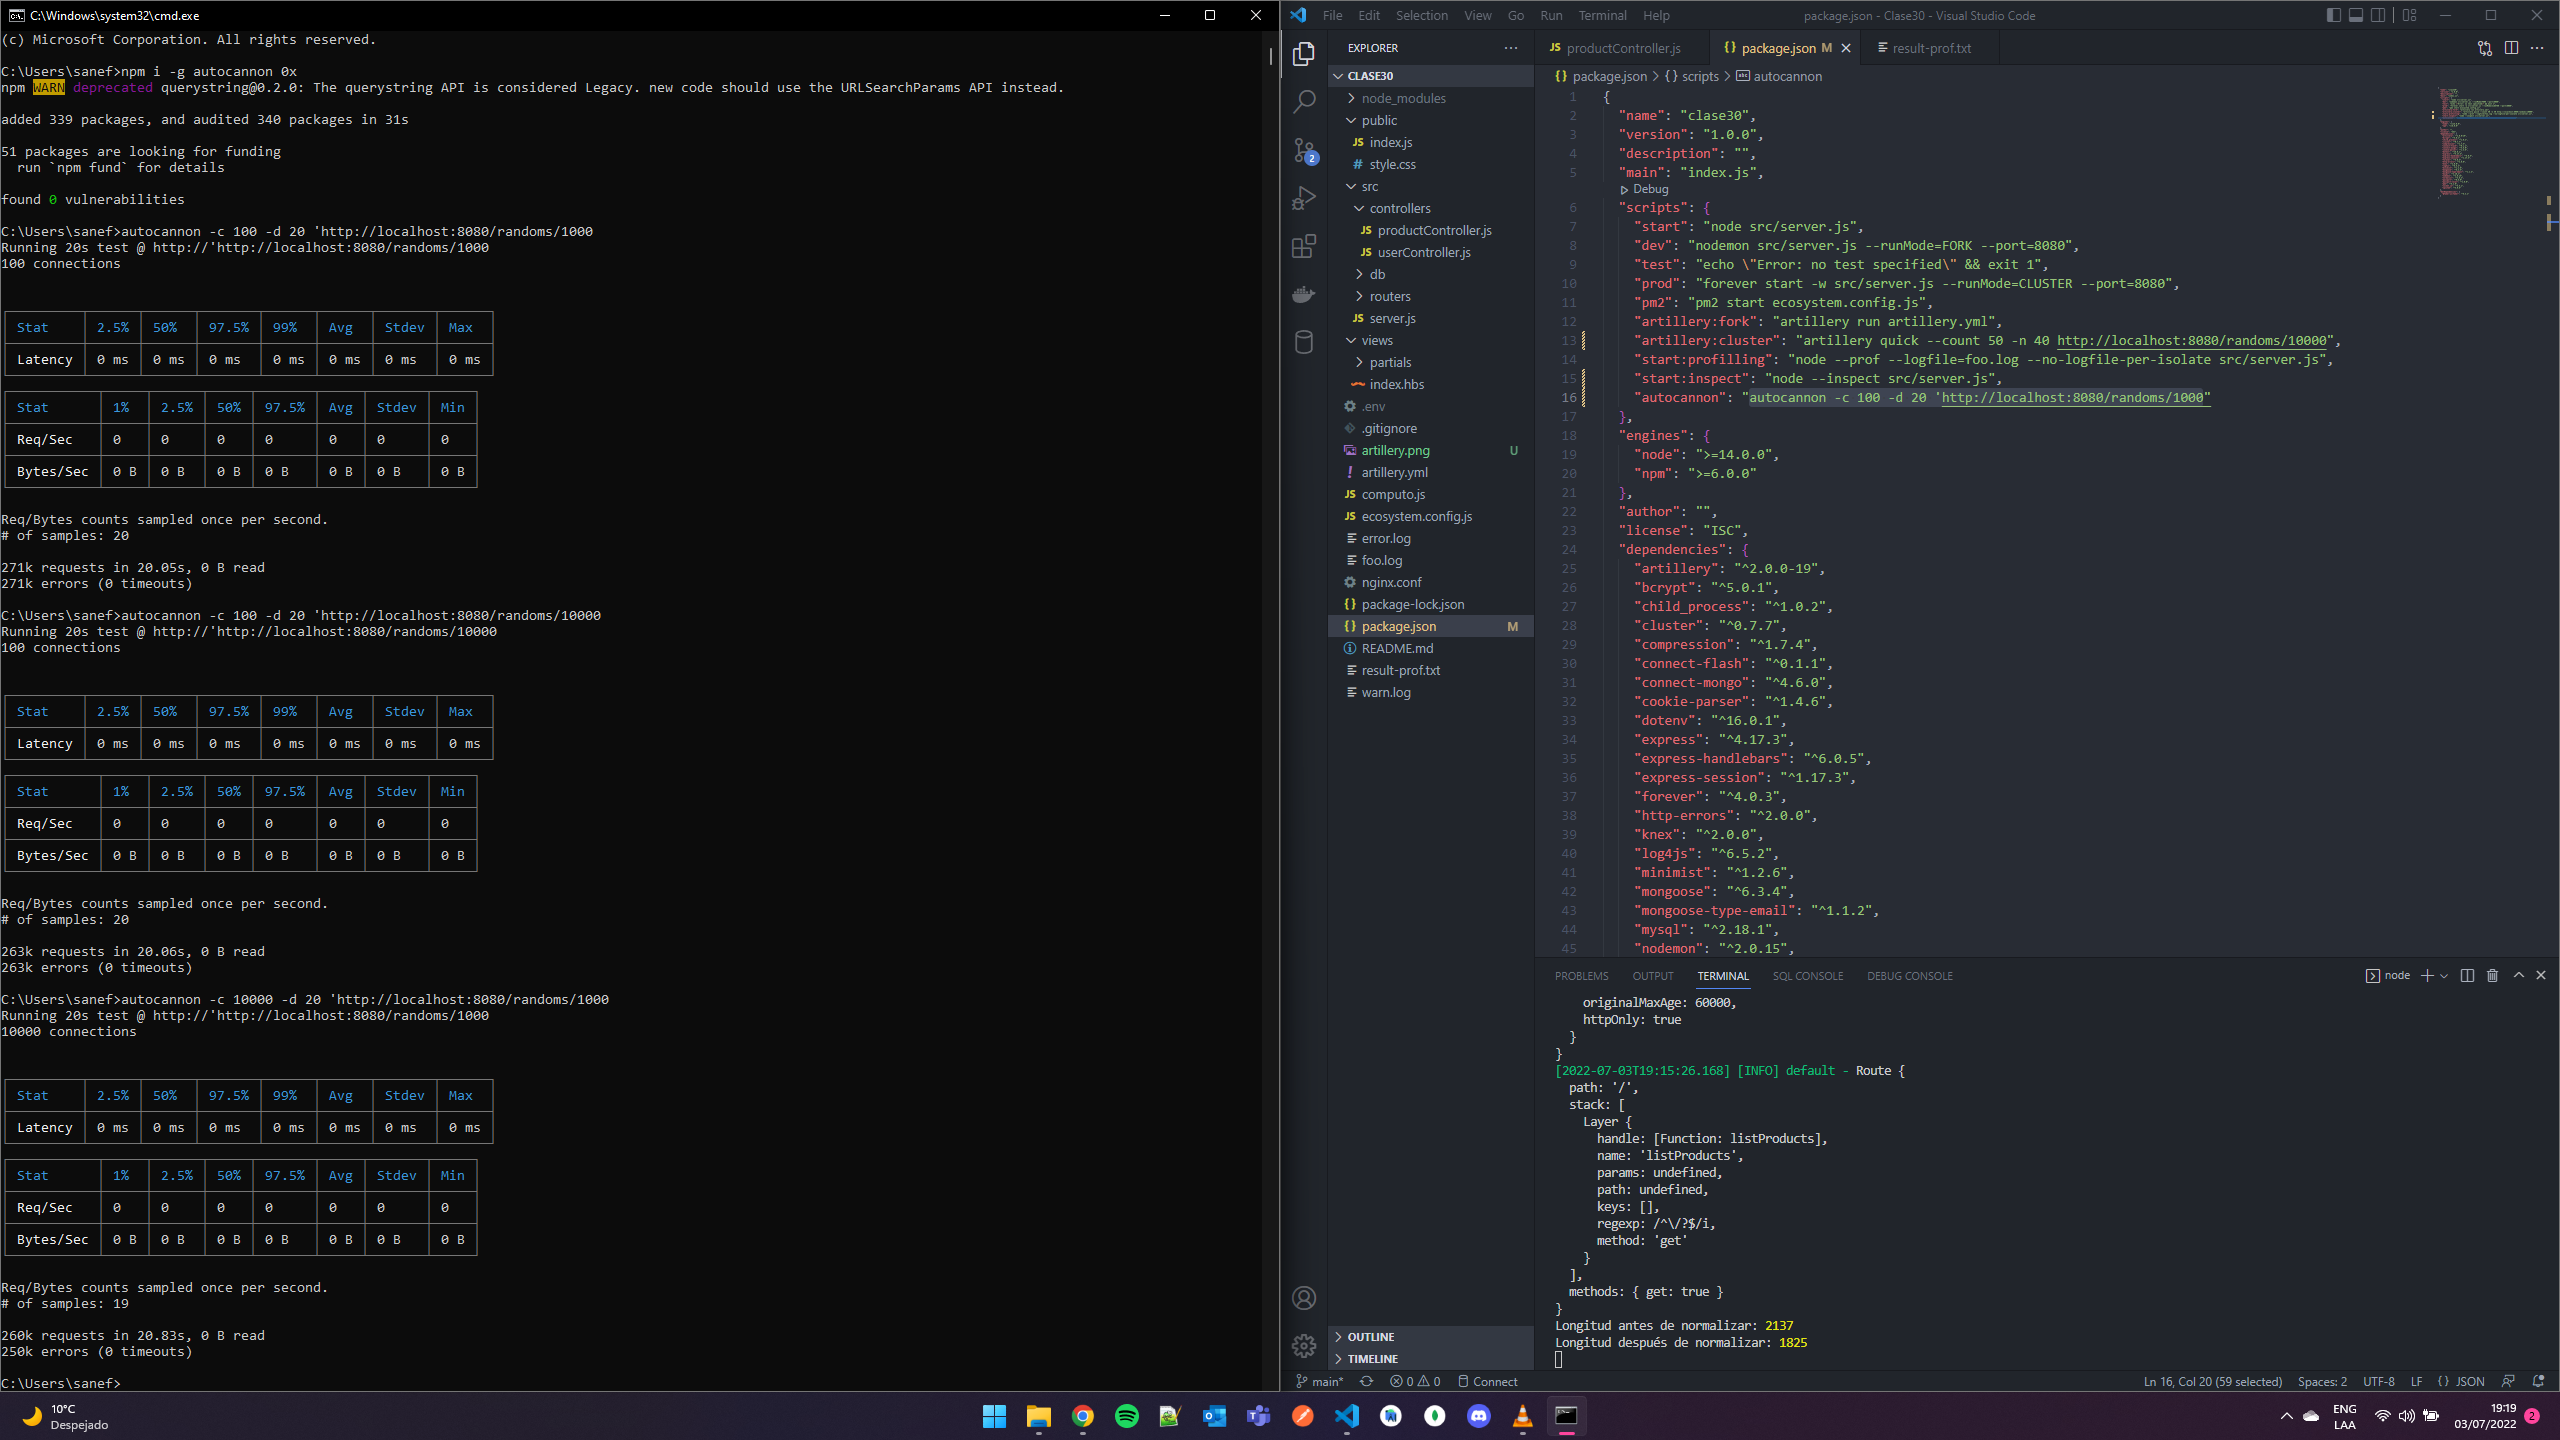 C:\Windows\system32\cmd.exe
(c) Microsoft Corporation. All rights reserved.
C:\Users\sanef>npm i -g autocannon 0x
npm WARN deprecated querystring@0.2.0: The querystring API is considered Legacy. new code should use the URLSearchParams API instead.
added 339 packages, and audited 340 packages in 31s
51 packages are looking for funding
run `npm fund` for details
found 0 vulnerabilities
C:\Users\sanef>autocannon -c 100 -d 20 'http://localhost:8080/randoms/1000
Running 20s test @ http://'http://localhost:8080/randoms/1000
100 connections
Stat 2.5% 50% 97.5% 99% Avg Stdev Max
Latency 0 ms 0 ms 0 ms 0 ms 0 ms 0 ms 0 ms
Stat 1% 2.5% 50% 97.5% Avg Stdev Min
Req/Sec 0 0 0 0 0 0 0
Bytes/Sec 0 B 0 B 0 B 0 B 0 B 0 B 0 B
Req/Bytes counts sampled once per second.
# of samples: 20
271k requests in 20.05s, 0 B read
271k errors (0 timeouts)
C:\Users\sanef>autocannon -c 100 -d 20 'http://localhost:8080/randoms/10000
Running 20s test @ http://'http://localhost:8080/randoms/10000
100 connections
Stat 2.5% 50% 97.5% 99% Avg Stdev Max
Latency 0 ms 0 ms 0 ms 0 ms 0 ms 0 ms 0 ms
Stat 1% 2.5% 50% 97.5% Avg Stdev Min
Req/Sec 0 0 0 0 0 0 0
Bytes/Sec 0 B 0 B 0 B 0 B 0 B 0 B 0 B
Req/Bytes counts sampled once per second.
# of samples: 20
263k requests in 20.06s, 0 B read
263k errors (0 timeouts)
C:\Users\sanef>autocannon -c 10000 -d 20 'http://localhost:8080/randoms/1000
Running 20s test @ http://'http://localhost:8080/randoms/1000
10000 connections
Stat 2.5% 50% 97.5% 99% Avg Stdev Max
Latency 0 ms 0 ms 0 ms 0 ms 0 ms 0 ms 0 ms
Stat 1% 2.5% 50% 97.5% Avg Stdev Min
Req/Sec 0 0 0 0 0 0 0
Bytes/Sec 0 B 0 B 0 B 0 B 0 B 0 B 0 B
Req/Bytes counts sampled once per second.
# of samples: 19
260k requests in 20.83s, 0 B read
250k errors (0 timeouts)
C:\Users\sanef>
File Edit Selection View Go Run Terminal Help package.json - Clase30 - Visual Studio Code
EXPLORER
CLASE30
node_modules
public
JS index.js
# style.css
src
controllers
JS productController.js
JS userController.js
db
routers
JS server.js
views
partials
index.hbs
.env
.gitignore
artillery.png U
! artillery.yml
JS computo.js
JS ecosystem.config.js
error.log
foo.log
nginx.conf
{} package-lock.json
{} package.json M
README.md
result-prof.txt
warn.log
OUTLINE
TIMELINE
2
JS productController.js {} package.json M result-prof.txt
{} package.json > {} scripts > autocannon
1 {
2 "name": "clase30",
3 "version": "1.0.0",
4 "description": "",
5 "main": "index.js",
Debug
6 "scripts": {
7 "start": "node src/server.js",
8 "dev": "nodemon src/server.js --runMode=FORK --port=8080",
9 "test": "echo \"Error: no test specified\" && exit 1",
10 "prod": "forever start -w src/server.js --runMode=CLUSTER --port=8080",
11 "pm2": "pm2 start ecosystem.config.js",
12 "artillery:fork": "artillery run artillery.yml",
13 "artillery:cluster": "artillery quick --count 50 -n 40 http://localhost:8080/randoms/10000",
14 "start:profilling": "node --prof --logfile=foo.log --no-logfile-per-isolate src/server.js",
15 "start:inspect": "node --inspect src/server.js",
16 "autocannon": "autocannon -c 100 -d 20 'http://localhost:8080/randoms/1000"
17 },
18 "engines": {
19 "node": ">=14.0.0",
20 "npm": ">=6.0.0"
21 },
22 "author": "",
23 "license": "ISC",
24 "dependencies": {
25 "artillery": "^2.0.0-19",
26 "bcrypt": "^5.0.1",
27 "child_process": "^1.0.2",
28 "cluster": "^0.7.7",
29 "compression": "^1.7.4",
30 "connect-flash": "^0.1.1",
31 "connect-mongo": "^4.6.0",
32 "cookie-parser": "^1.4.6",
33 "dotenv": "^16.0.1",
34 "express": "^4.17.3",
35 "express-handlebars": "^6.0.5",
36 "express-session": "^1.17.3",
37 "forever": "^4.0.3",
38 "http-errors": "^2.0.0",
39 "knex": "^2.0.0",
40 "log4js": "^6.5.2",
41 "minimist": "^1.2.6",
42 "mongoose": "^6.3.4",
43 "mongoose-type-email": "^1.1.2",
44 "mysql": "^2.18.1",
45 "nodemon": "^2.0.15",
PROBLEMS OUTPUT TERMINAL SQL CONSOLE DEBUG CONSOLE node
originalMaxAge: 60000,
httpOnly: true
}
}
[2022-07-03T19:15:26.168] [INFO] default - Route {
path: '/',
stack: [
Layer {
handle: [Function: listProducts],
name: 'listProducts',
params: undefined,
path: undefined,
keys: [],
regexp: /^\/?$/i,
method: 'get'
}
],
methods: { get: true }
}
Longitud antes de normalizar: 2137
Longitud después de normalizar: 1825
main* 0 0 Connect Ln 16, Col 20 (59 selected) Spaces: 2 UTF-8 LF {} JSON
10°C
Despejado
ENG
LAA
19:19
03/07/2022
2